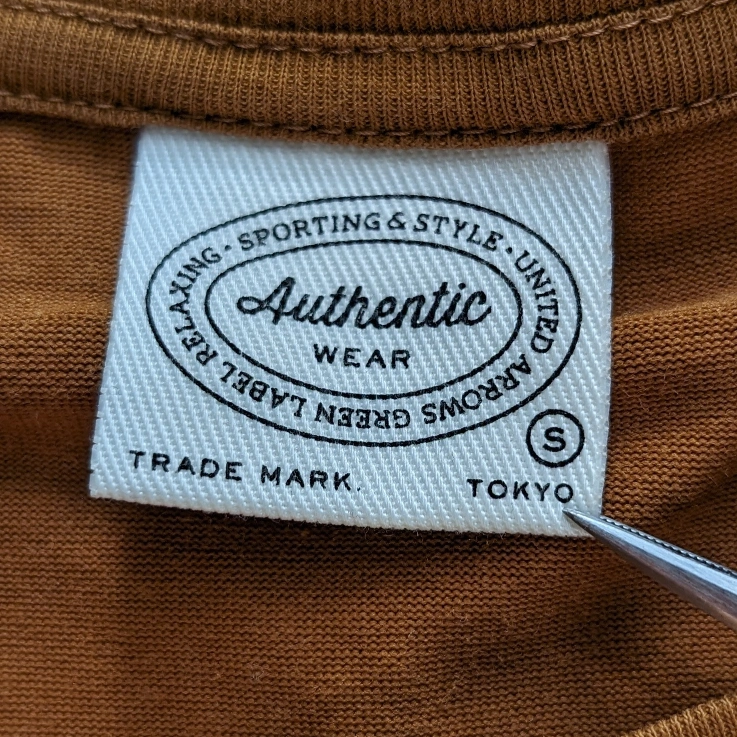 SPORTING & STYLE · UNITED ARROWS GREEN LABEL RELAXING ·
Authentic
WEAR
S
TRADE MARK. TOKYO